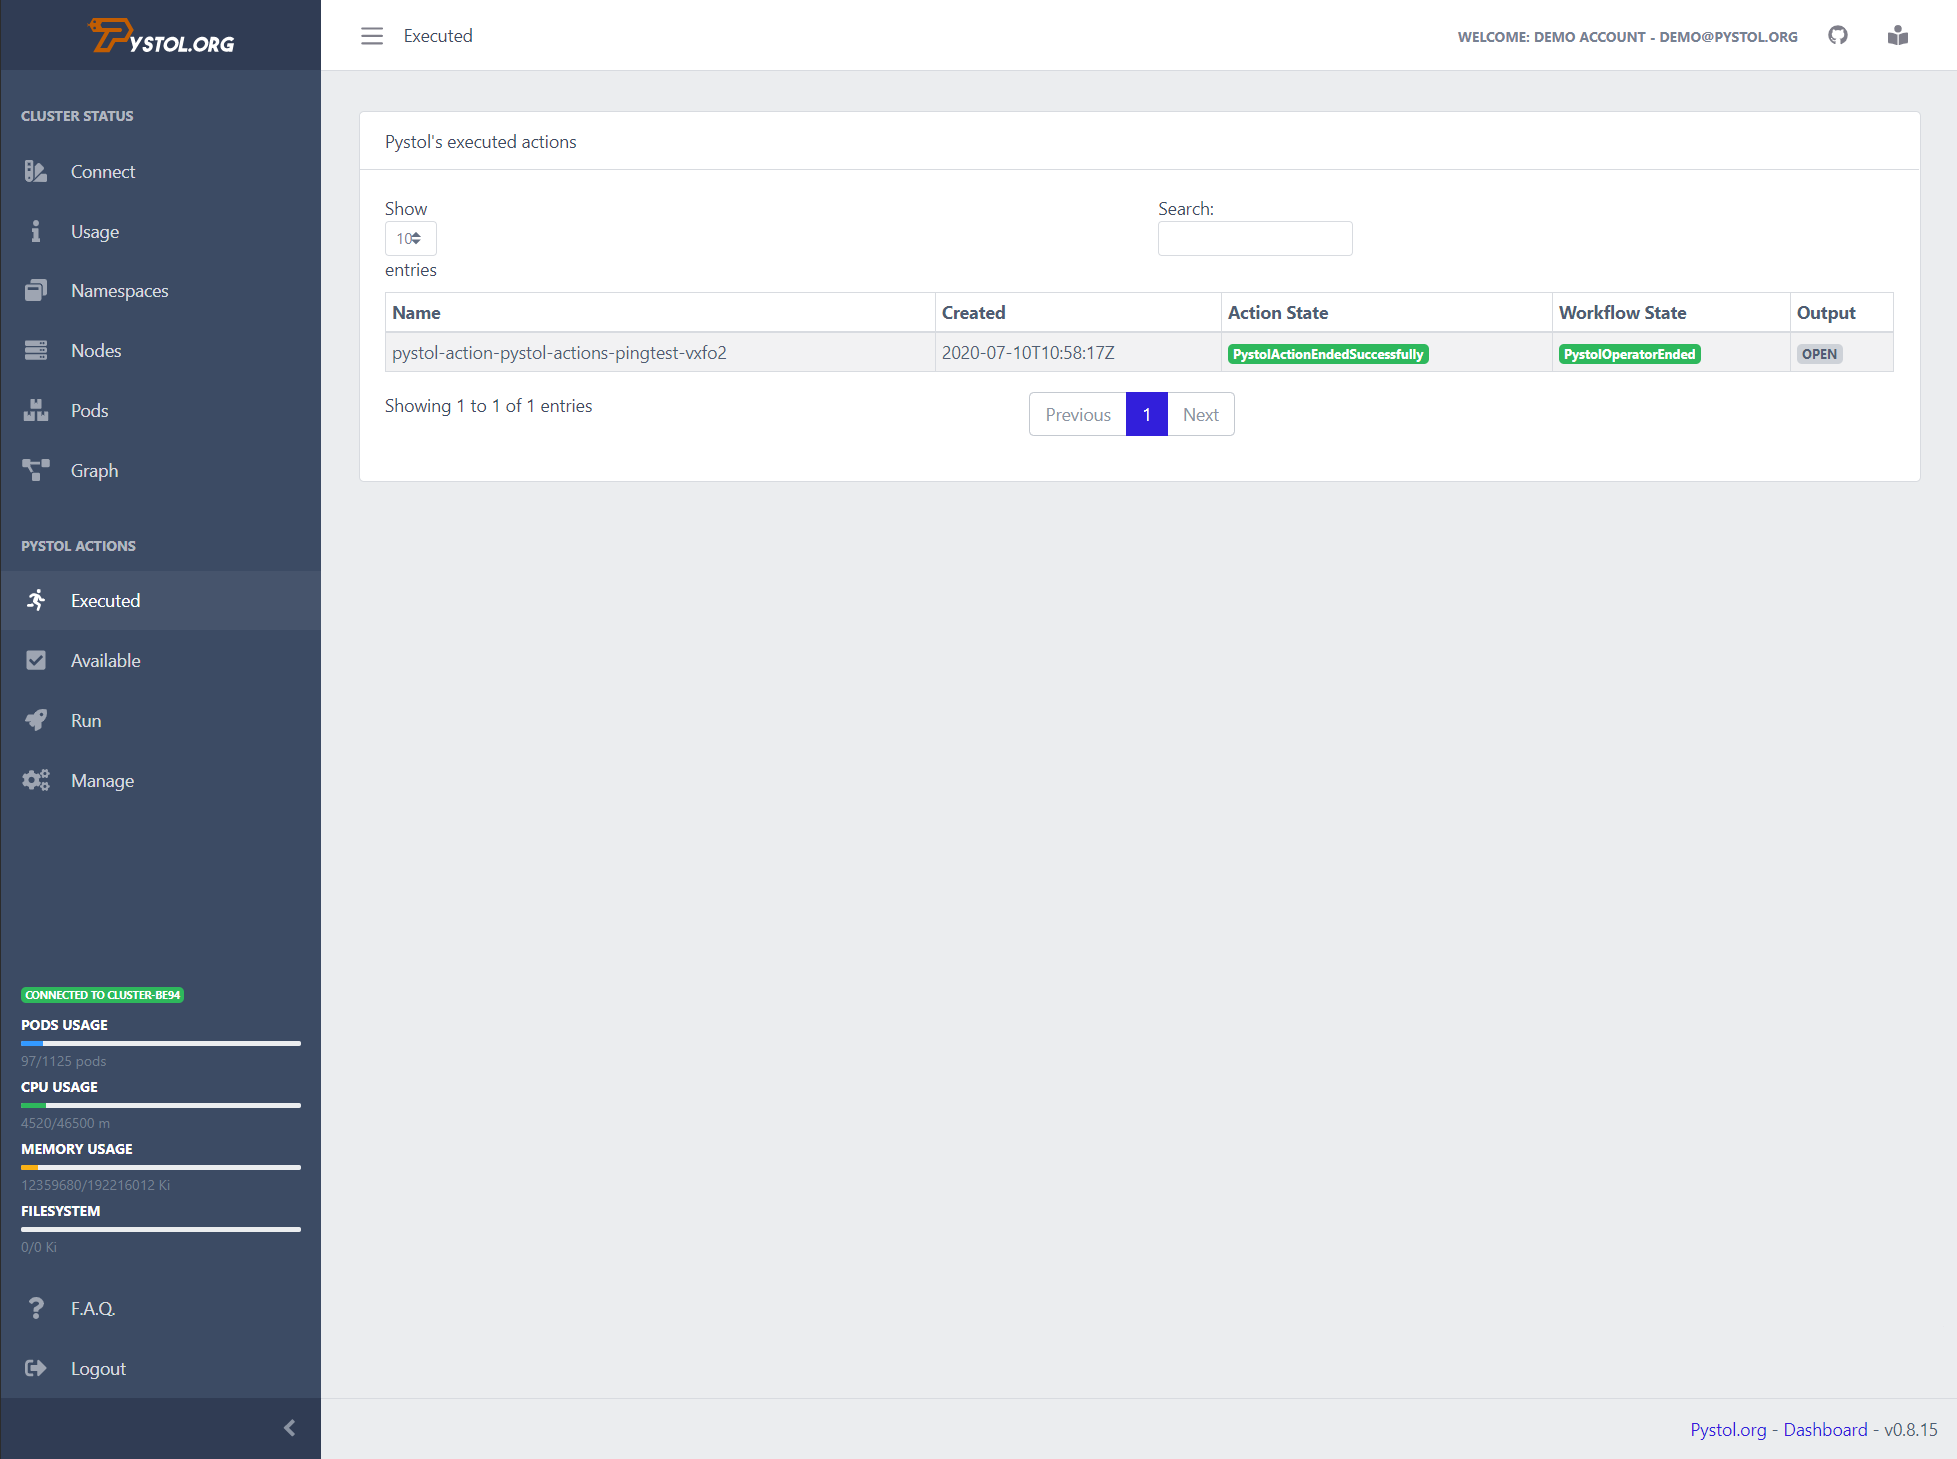 PYSTOL.ORG
Executed
WELCOME: DEMO ACCOUNT - DEMO@PYSTOL.ORG
CLUSTER STATUS
Connect
Usage
Namespaces
Nodes
Pods
Graph
PYSTOL ACTIONS
Executed
Available
Run
Manage
CONNECTED TO CLUSTER-BE94
PODS USAGE
97/1125 pods
CPU USAGE
4520/46500 m
MEMORY USAGE
12359680/192216012 Ki
FILESYSTEM
0/0 Ki
F.A.Q.
Logout
Pystol's executed actions
Show
10
entries
Search:
Name Created Action State Workflow State Output
pystol-action-pystol-actions-pingtest-vxfo2 2020-07-10T10:58:17Z PystolActionEndedSuccessfully PystolOperatorEnded OPEN
Showing 1 to 1 of 1 entries
Previous 1 Next
Pystol.org - Dashboard - v0.8.15